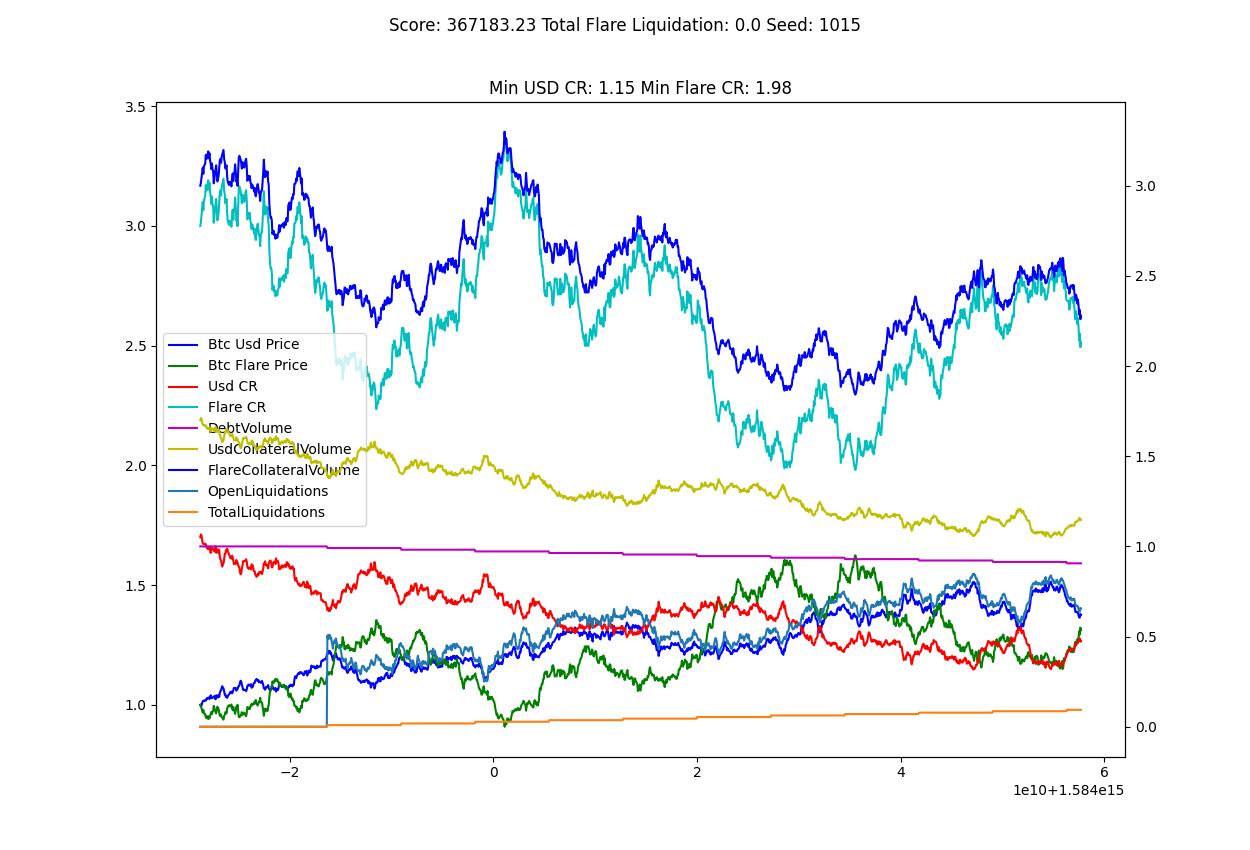 Score: 367183.23 Total Flare Liquidation: 0.0 Seed: 1015
Min USD CR: 1.15 Min Flare CR: 1.98
3.5
3.0
2.5
2.0
1.5
1.0
3.0
2.5
2.0
1.5
1.0
0.5
0.0
Btc Usd Price
Btc Flare Price
Usd CR
Flare CR
DebtVolume
UsdCollateralVolume
FlareCollateralVolume
OpenLiquidations
TotalLiquidations
−2 0 2 4 6
1e10+1.584e15